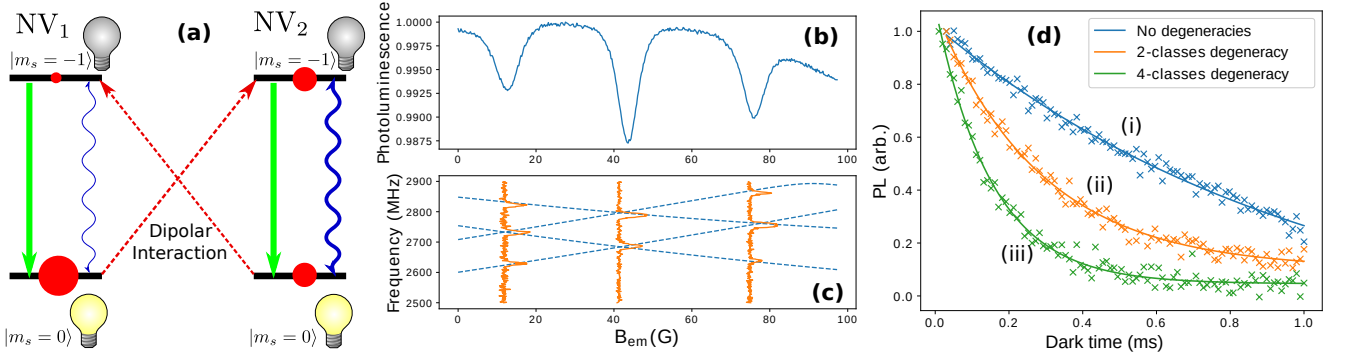 NV₁
NV₂
(a)
|mₛ = −1⟩
|mₛ = −1⟩
Dipolar
Interaction
|mₛ = 0⟩
|mₛ = 0⟩
Photoluminescence
1.0000
0.9975
0.9950
0.9925
0.9900
0.9875
(b)
0 20 40 60 80 100
Frequency (MHz)
2900
2800
2700
2600
2500
(c)
0 20 40 60 80 100
B_em (G)
PL (arb.)
1.0
0.8
0.6
0.4
0.2
0.0
(d)
No degeneracies
2-classes degeneracy
4-classes degeneracy
(i)
(ii)
(iii)
0.0 0.2 0.4 0.6 0.8 1.0
Dark time (ms)